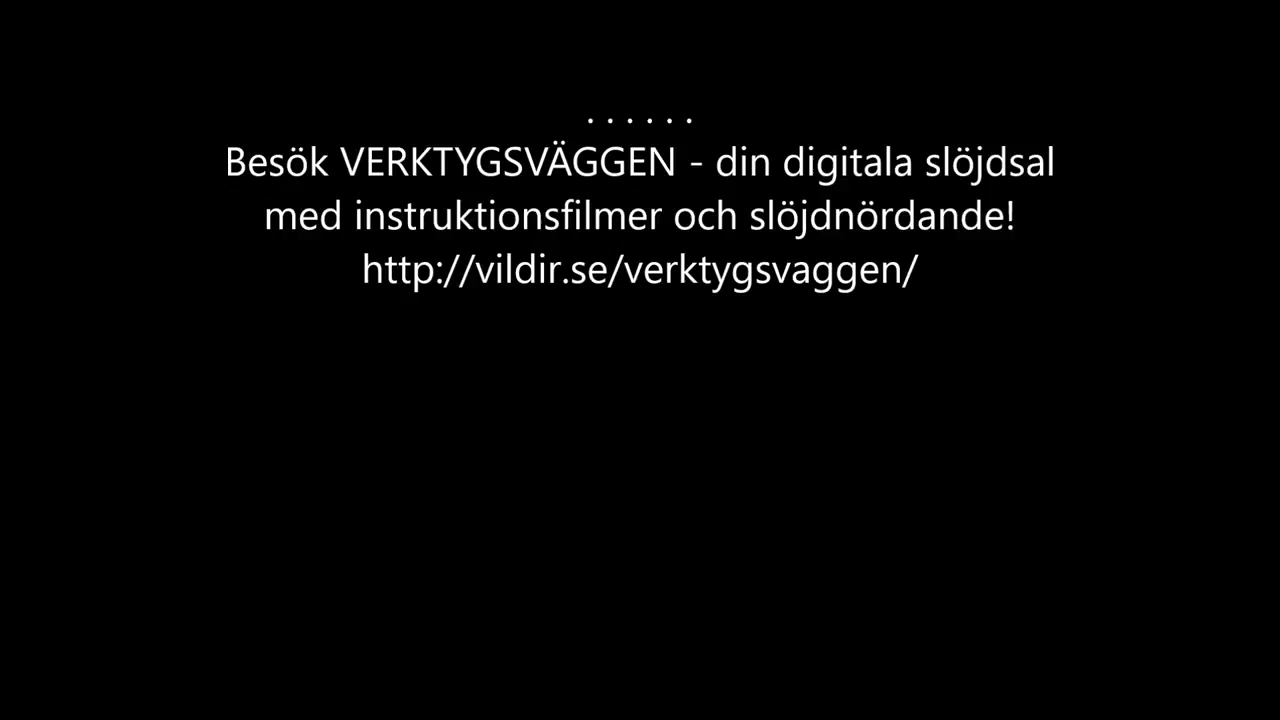 . . . . . .
Besök VERKTYGSVÄGGEN - din digitala slöjdsal
med instruktionsfilmer och slöjdnördande!
http://vildir.se/verktygsvaggen/